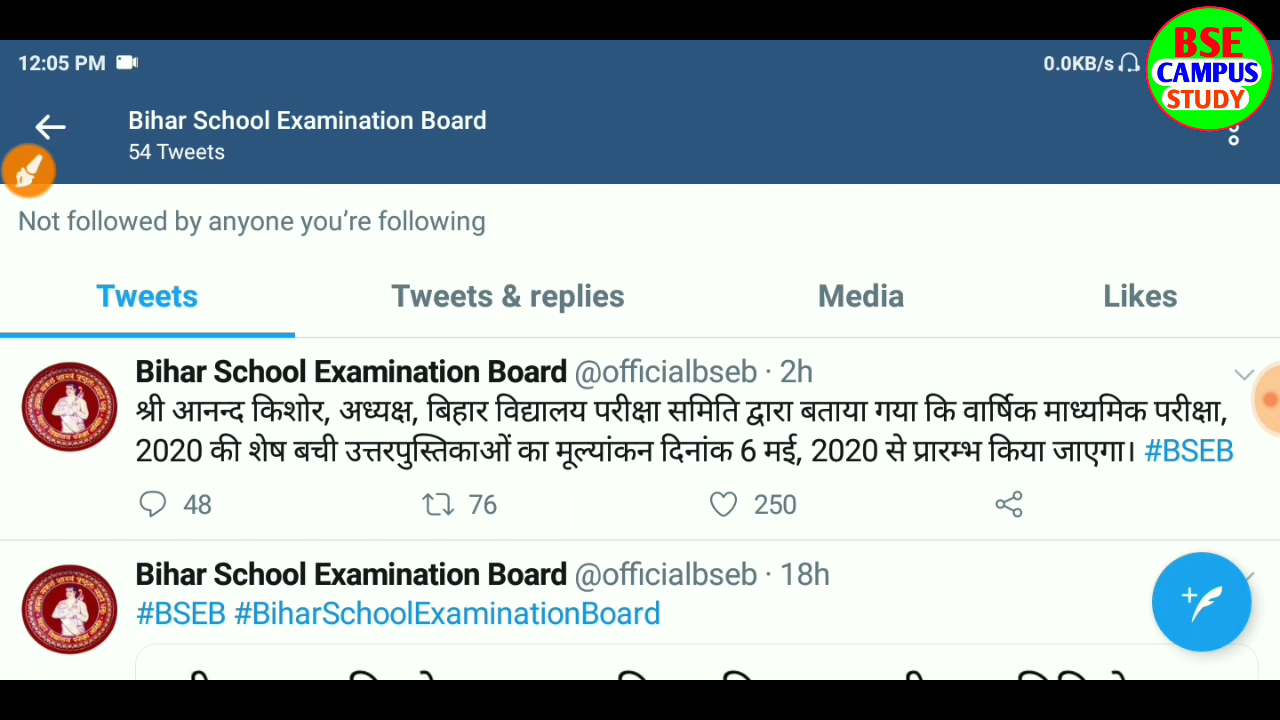 12:05 PM
0.0KB/s
BSE
CAMPUS
STUDY
Bihar School Examination Board
54 Tweets
Not followed by anyone you’re following
Tweets Tweets & replies Media Likes
Bihar School Examination Board @officialbseb · 2h
श्री आनन्द किशोर, अध्यक्ष, बिहार विद्यालय परीक्षा समिति द्वारा बताया गया कि वार्षिक माध्यमिक परीक्षा,
2020 की शेष बची उत्तरपुस्तिकाओं का मूल्यांकन दिनांक 6 मई, 2020 से प्रारम्भ किया जाएगा। #BSEB
48 76 250
Bihar School Examination Board @officialbseb · 18h
#BSEB #BiharSchoolExaminationBoard